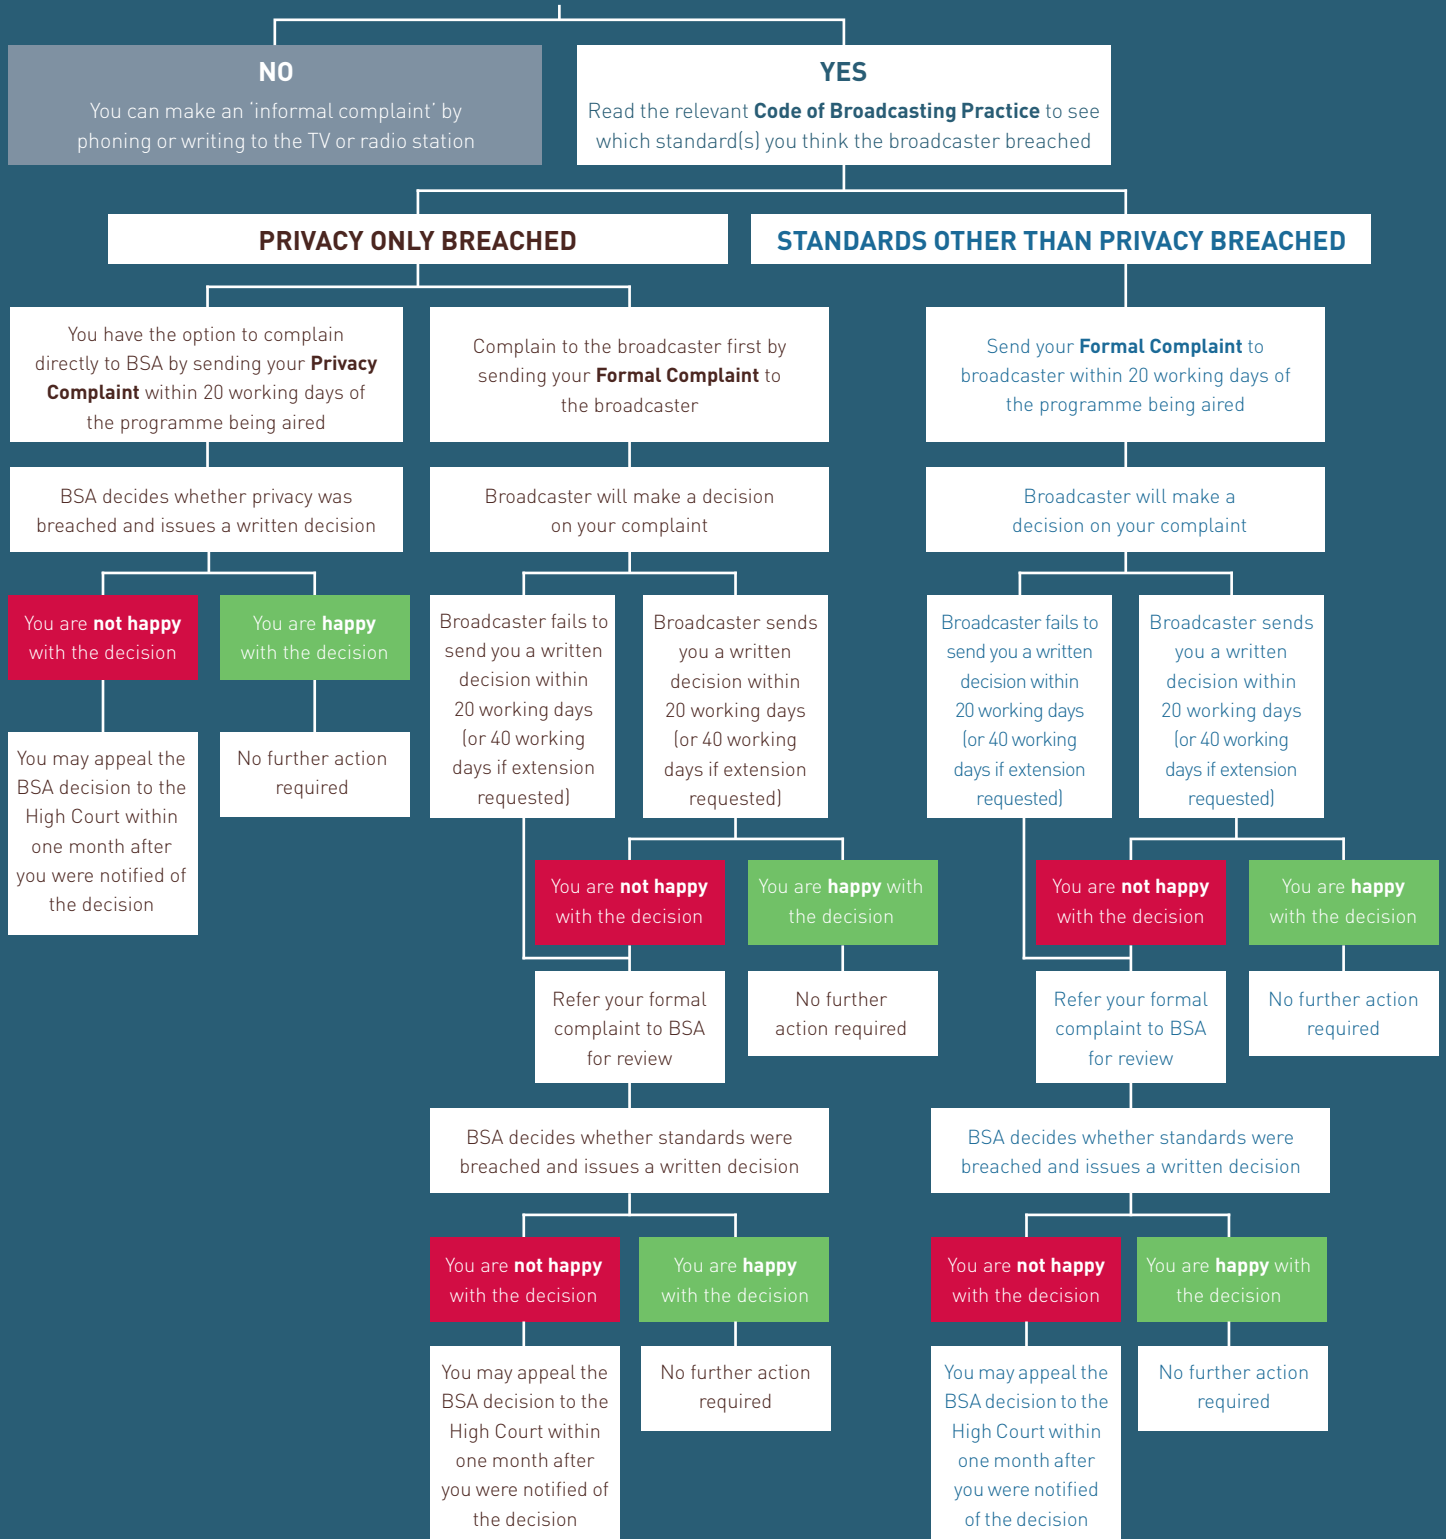 NO
You can make an ‘informal complaint’ by
phoning or writing to the TV or radio station
YES
Read the relevant Code of Broadcasting Practice to see
which standard(s) you think the broadcaster breached
PRIVACY ONLY BREACHED
STANDARDS OTHER THAN PRIVACY BREACHED
You have the option to complain
directly to BSA by sending your Privacy
Complaint within 20 working days of
the programme being aired
Complain to the broadcaster first by
sending your Formal Complaint to
the broadcaster
Send your Formal Complaint to
broadcaster within 20 working days of
the programme being aired
BSA decides whether privacy was
breached and issues a written decision
Broadcaster will make a decision
on your complaint
Broadcaster will make a
decision on your complaint
You are not happy
with the decision
You are happy
with the decision
Broadcaster fails to
send you a written
decision within
20 working days
(or 40 working
days if extension
requested)
Broadcaster sends
you a written
decision within
20 working days
(or 40 working
days if extension
requested)
Broadcaster fails to
send you a written
decision within
20 working days
(or 40 working
days if extension
requested)
Broadcaster sends
you a written
decision within
20 working days
(or 40 working
days if extension
requested)
You may appeal the
BSA decision to the
High Court within
one month after
you were notified of
the decision
No further action
required
You are not happy
with the decision
You are happy with
the decision
You are not happy
with the decision
You are happy
with the decision
Refer your formal
complaint to BSA
for review
No further
action required
Refer your formal
complaint to BSA
for review
No further action
required
BSA decides whether standards were
breached and issues a written decision
BSA decides whether standards were
breached and issues a written decision
You are not happy
with the decision
You are happy
with the decision
You are not happy
with the decision
You are happy with
the decision
You may appeal the
BSA decision to the
High Court within
one month after
you were notified of
the decision
No further action
required
You may appeal the
BSA decision to the
High Court within
one month after
you were notified
of the decision
No further action
required